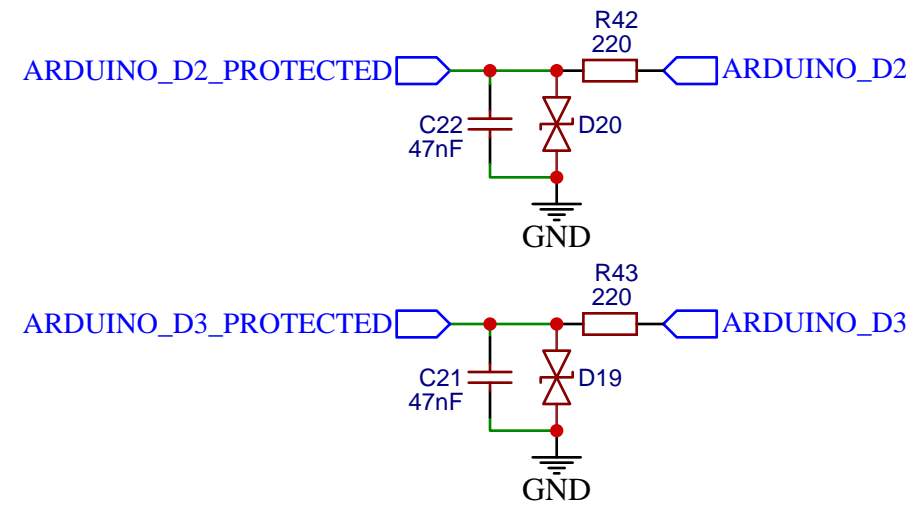 R42
220
ARDUINO_D2_PROTECTED
ARDUINO_D2
C22
47nF
D20
GND
R43
220
ARDUINO_D3_PROTECTED
ARDUINO_D3
C21
47nF
D19
GND